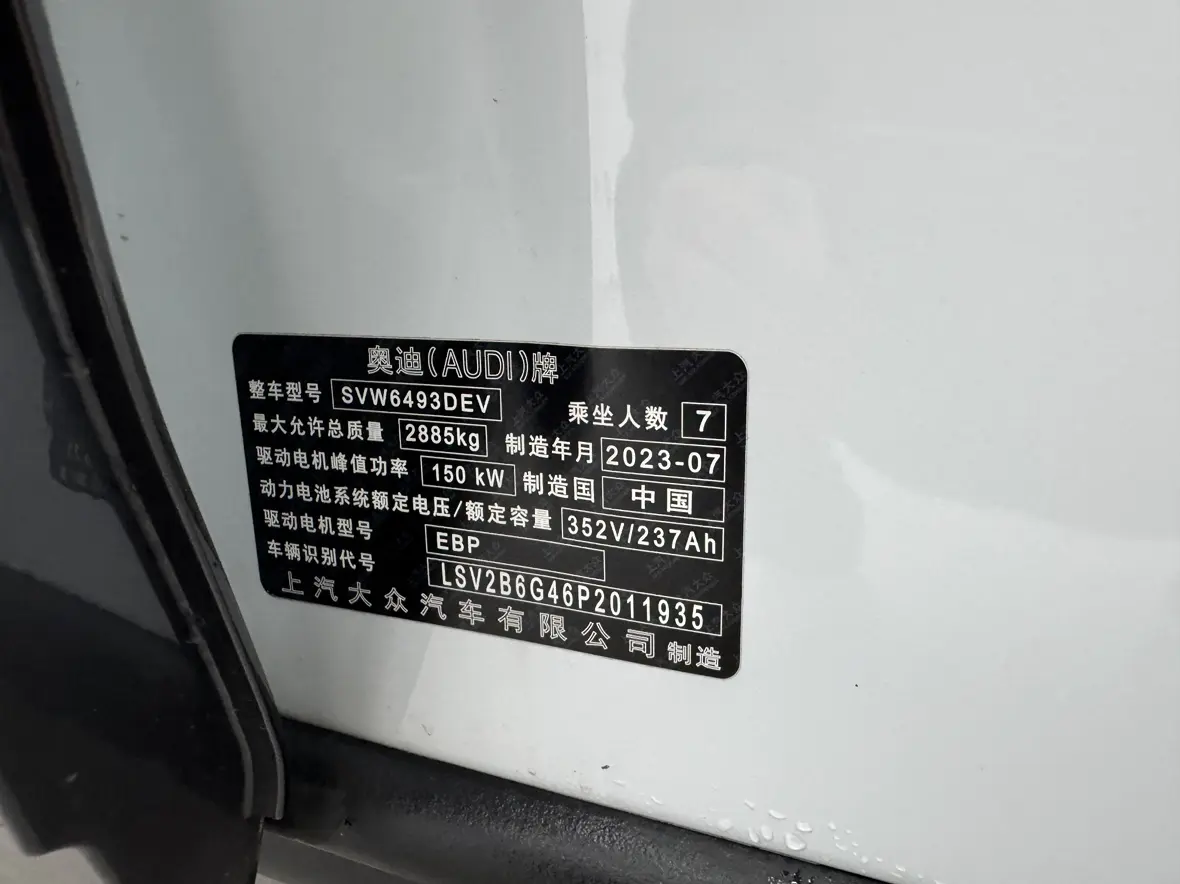 奥迪(AUDI)牌
整车型号 SVW6493DEV 乘坐人数 7
最大允许总质量 2885kg 制造年月 2023-07
驱动电机峰值功率 150 kW 制造国 中国
动力电池系统额定电压/额定容量 352V/237Ah
驱动电机型号 EBP
车辆识别代号 LSV2B6G46P2011935
上汽大众汽车有限公司 制造